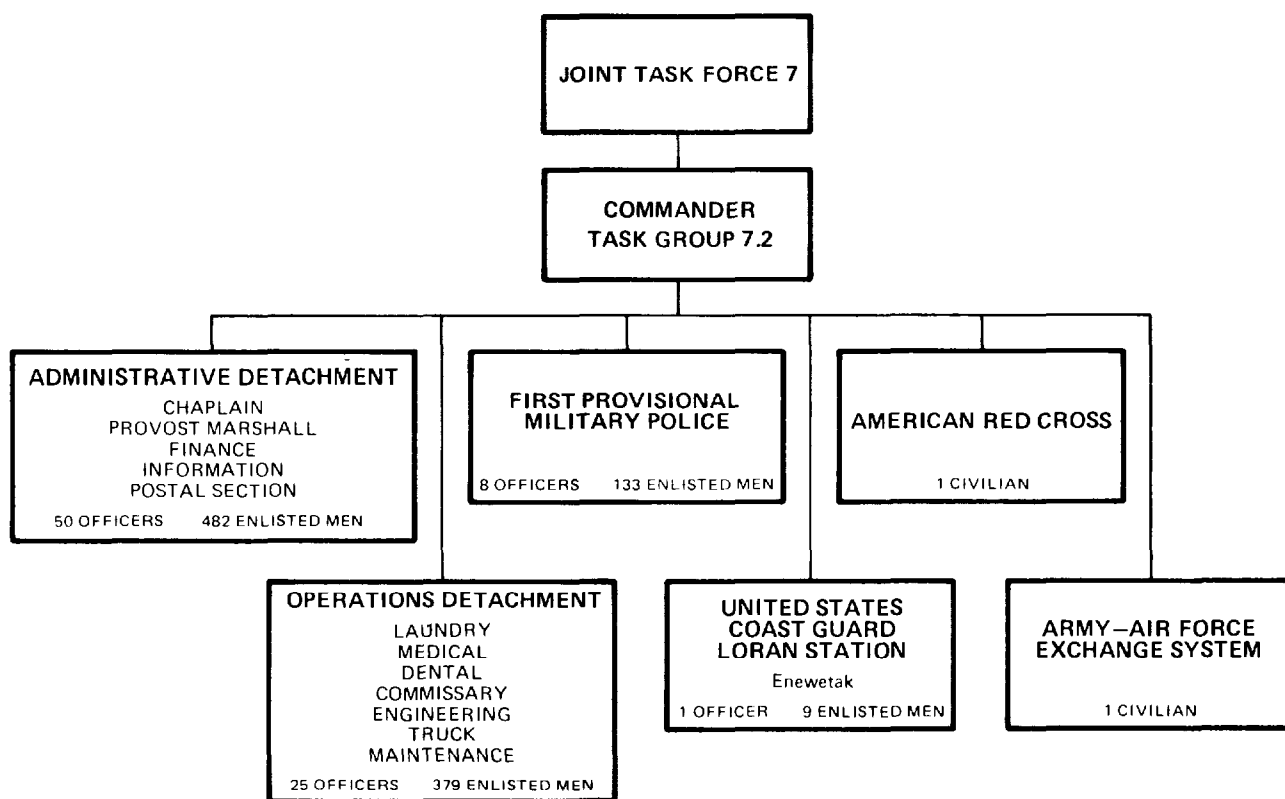 JOINT TASK FORCE 7
COMMANDER
TASK GROUP 7.2
ADMINISTRATIVE DETACHMENT
CHAPLAIN
PROVOST MARSHALL
FINANCE
INFORMATION
POSTAL SECTION
50 OFFICERS 482 ENLISTED MEN
FIRST PROVISIONAL
MILITARY POLICE
8 OFFICERS 133 ENLISTED MEN
AMERICAN RED CROSS
1 CIVILIAN
OPERATIONS DETACHMENT
LAUNDRY
MEDICAL
DENTAL
COMMISSARY
ENGINEERING
TRUCK
MAINTENANCE
25 OFFICERS 379 ENLISTED MEN
UNITED STATES
COAST GUARD
LORAN STATION
Enewetak
1 OFFICER 9 ENLISTED MEN
ARMY–AIR FORCE
EXCHANGE SYSTEM
1 CIVILIAN